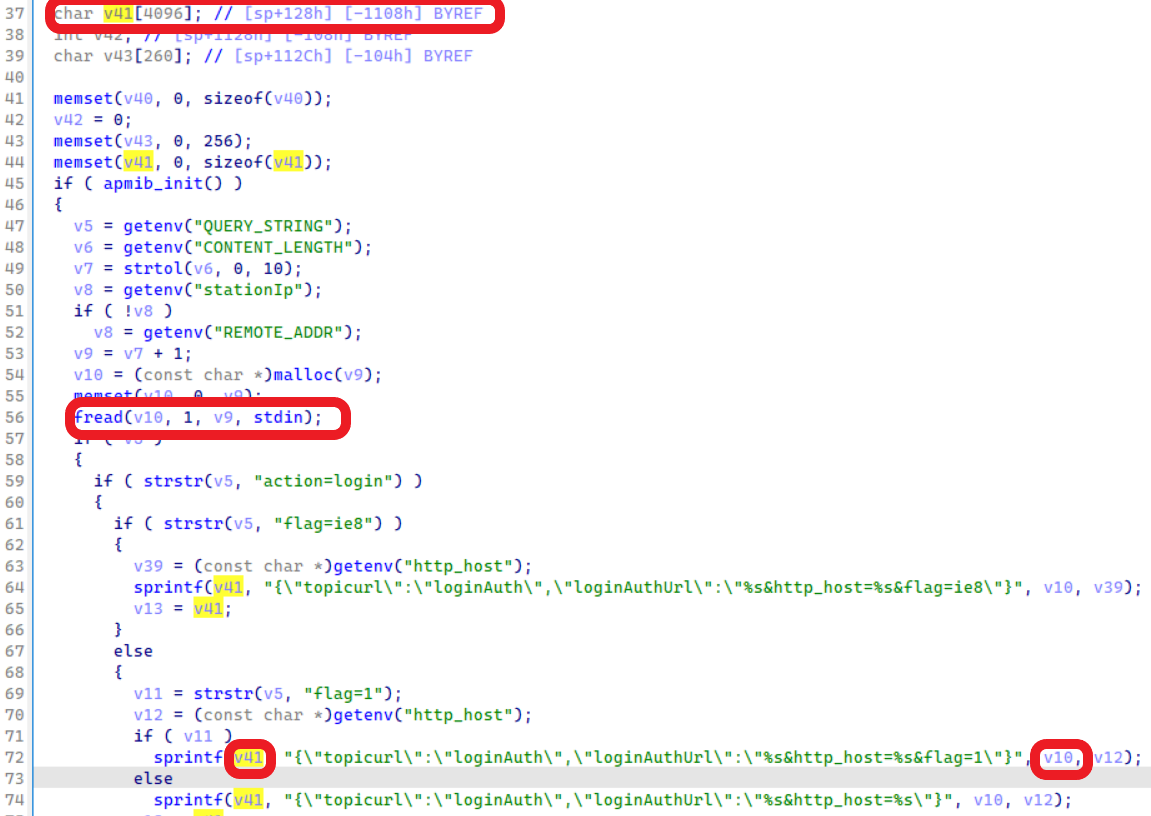 37 char v41[4096]; // [sp+128h] [-1108h] BYREF
38 int v42; // [sp+1128h] [-108h] BYREF
39 char v43[260]; // [sp+112Ch] [-104h] BYREF
40
41 memset(v40, 0, sizeof(v40));
42 v42 = 0;
43 memset(v43, 0, 256);
44 memset(v41, 0, sizeof(v41));
45 if ( apmib_init() )
46 {
47 v5 = getenv("QUERY_STRING");
48 v6 = getenv("CONTENT_LENGTH");
49 v7 = strtol(v6, 0, 10);
50 v8 = getenv("stationIp");
51 if ( !v8 )
52 v8 = getenv("REMOTE_ADDR");
53 v9 = v7 + 1;
54 v10 = (const char *)malloc(v9);
55 memset(v10, 0, v9);
56 fread(v10, 1, v9, stdin);
57 if ( v5 )
58 {
59 if ( strstr(v5, "action=login") )
60 {
61 if ( strstr(v5, "flag=ie8") )
62 {
63 v39 = (const char *)getenv("http_host");
64 sprintf(v41, "{\"topicurl\":\"loginAuth\",\"loginAuthUrl\":\"%s&http_host=%s&flag=ie8\"}", v10, v39);
65 v13 = v41;
66 }
67 else
68 {
69 v11 = strstr(v5, "flag=1");
70 v12 = (const char *)getenv("http_host");
71 if ( v11 )
72 sprintf(v41, "{\"topicurl\":\"loginAuth\",\"loginAuthUrl\":\"%s&http_host=%s&flag=1\"}", v10, v12);
73 else
74 sprintf(v41, "{\"topicurl\":\"loginAuth\",\"loginAuthUrl\":\"%s&http_host=%s\"}", v10, v12);